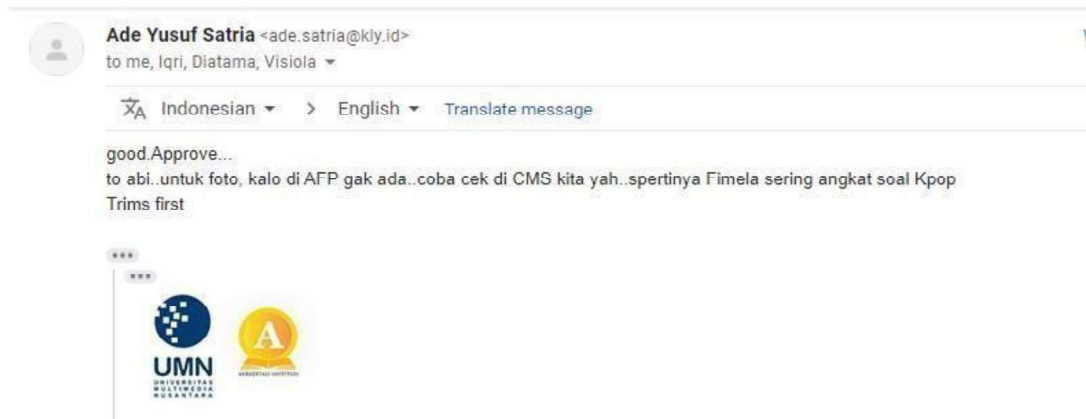 Ade Yusuf Satria <ade.satria@kly.id>
to me, Iqri, Diatama, Visiola
Indonesian > English Translate message
good.Approve...
to abi..untuk foto, kalo di AFP gak ada..coba cek di CMS kita yah..spertinya Fimela sering angkat soal Kpop
Trims first
UMN
UNIVERSITAS
MULTIMEDIA
NUSANTARA
A